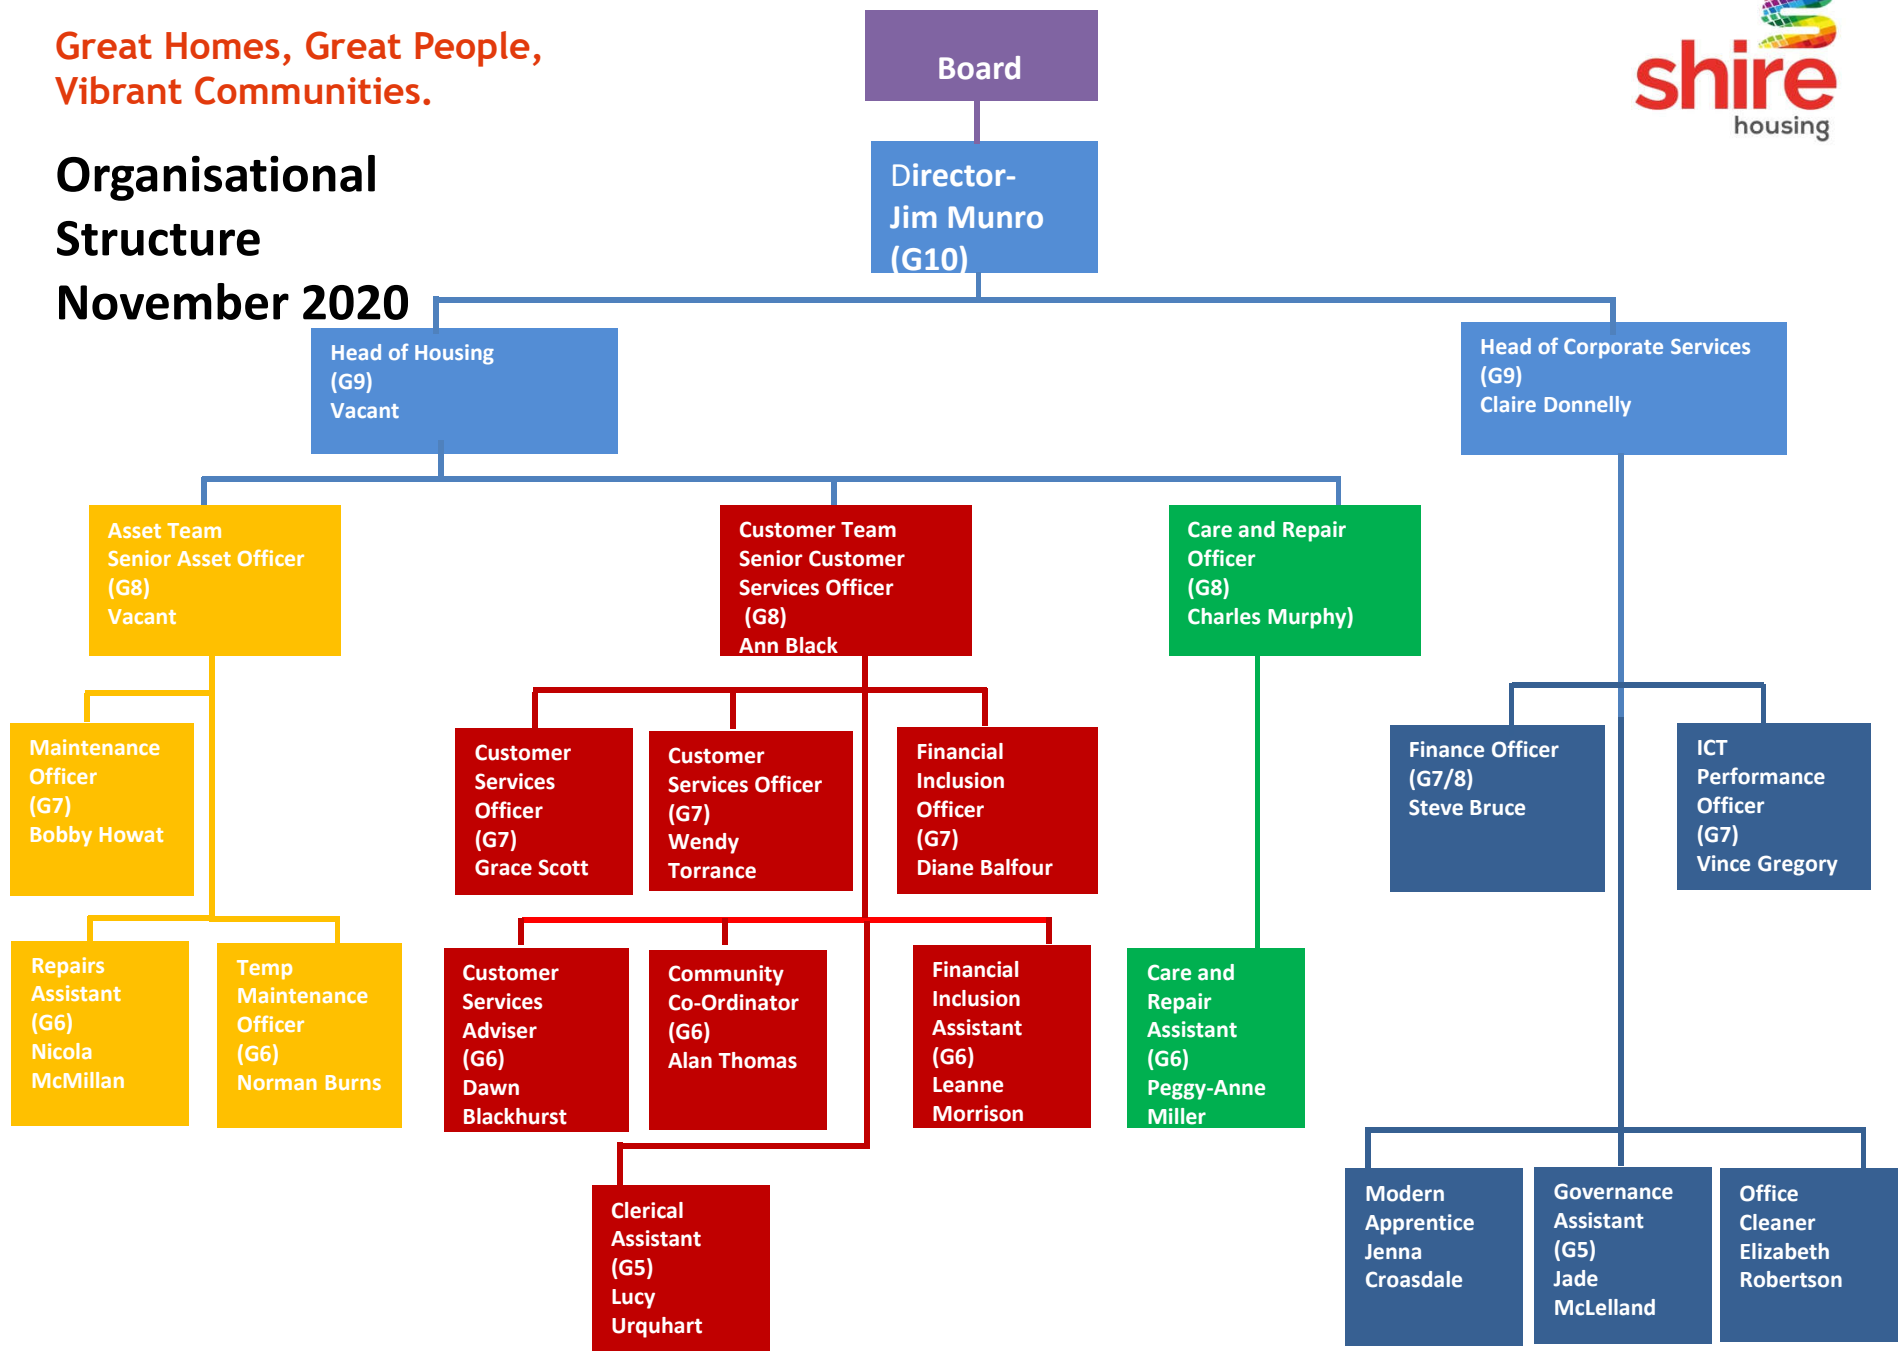 Great Homes, Great People,
Vibrant Communities.
Organisational
Structure
November 2020
Board
shire
housing
Director-
Jim Munro
(G10)
Head of Housing
(G9)
Vacant
Head of Corporate Services
(G9)
Claire Donnelly
Asset Team
Senior Asset Officer
(G8)
Vacant
Customer Team
Senior Customer
Services Officer
(G8)
Ann Black
Care and Repair
Officer
(G8)
Charles Murphy)
Maintenance
Officer
(G7)
Bobby Howat
Customer
Services
Officer
(G7)
Grace Scott
Customer
Services Officer
(G7)
Wendy
Torrance
Financial
Inclusion
Officer
(G7)
Diane Balfour
Finance Officer
(G7/8)
Steve Bruce
ICT
Performance
Officer
(G7)
Vince Gregory
Repairs
Assistant
(G6)
Nicola
McMillan
Temp
Maintenance
Officer
(G6)
Norman Burns
Customer
Services
Adviser
(G6)
Dawn
Blackhurst
Community
Co-Ordinator
(G6)
Alan Thomas
Financial
Inclusion
Assistant
(G6)
Leanne
Morrison
Care and
Repair
Assistant
(G6)
Peggy-Anne
Miller
Clerical
Assistant
(G5)
Lucy
Urquhart
Modern
Apprentice
Jenna
Croasdale
Governance
Assistant
(G5)
Jade
McLelland
Office
Cleaner
Elizabeth
Robertson